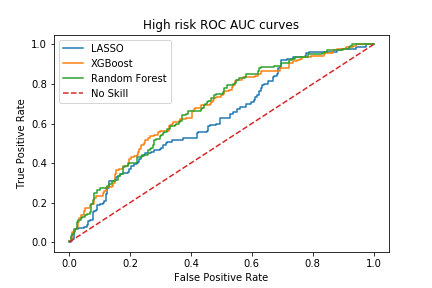 High risk ROC AUC curves
True Positive Rate
1.0
0.8
0.6
0.4
0.2
0.0
LASSO
XGBoost
Random Forest
No Skill
0.0 0.2 0.4 0.6 0.8 1.0
False Positive Rate